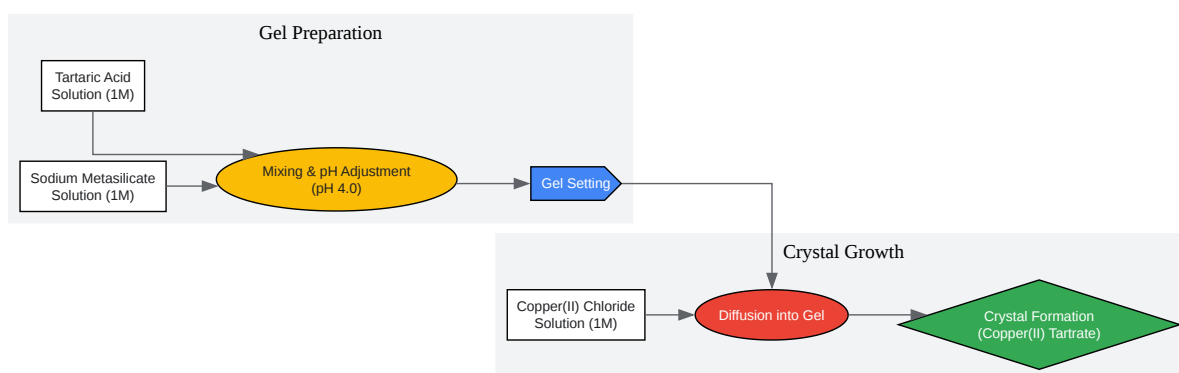 Gel Preparation
Tartaric Acid
Solution (1M)
Sodium Metasilicate
Solution (1M)
Mixing & pH Adjustment
(pH 4.0)
Gel Setting
Crystal Growth
Copper(II) Chloride
Solution (1M)
Diffusion into Gel
Crystal Formation
(Copper(II) Tartrate)